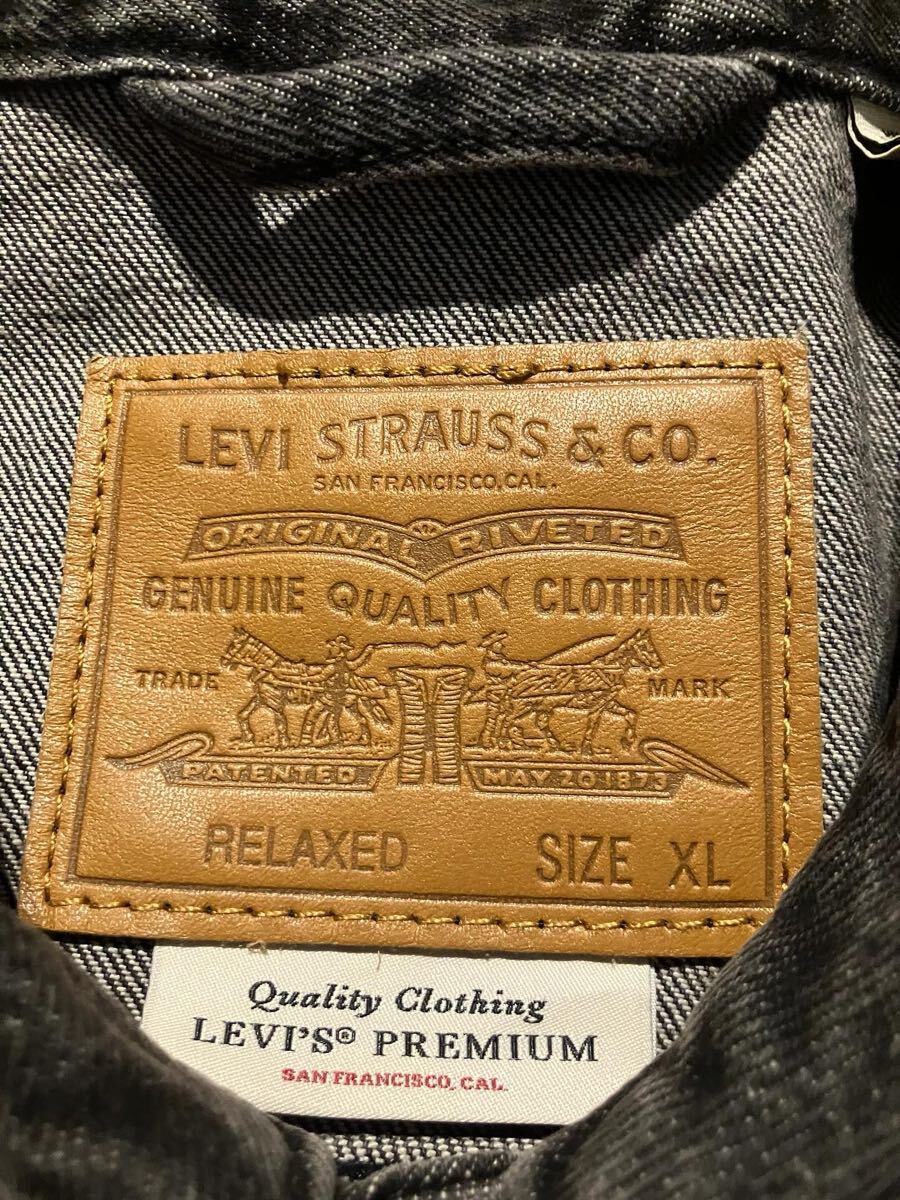 LEVI STRAUSS & CO.
SAN FRANCISCO, CAL.
ORIGINAL RIVETED
GENUINE QUALITY CLOTHING
TRADE MARK
PATENTED MAY 20 1873
RELAXED SIZE XL
Quality Clothing
LEVI'S® PREMIUM
SAN FRANCISCO, CAL.